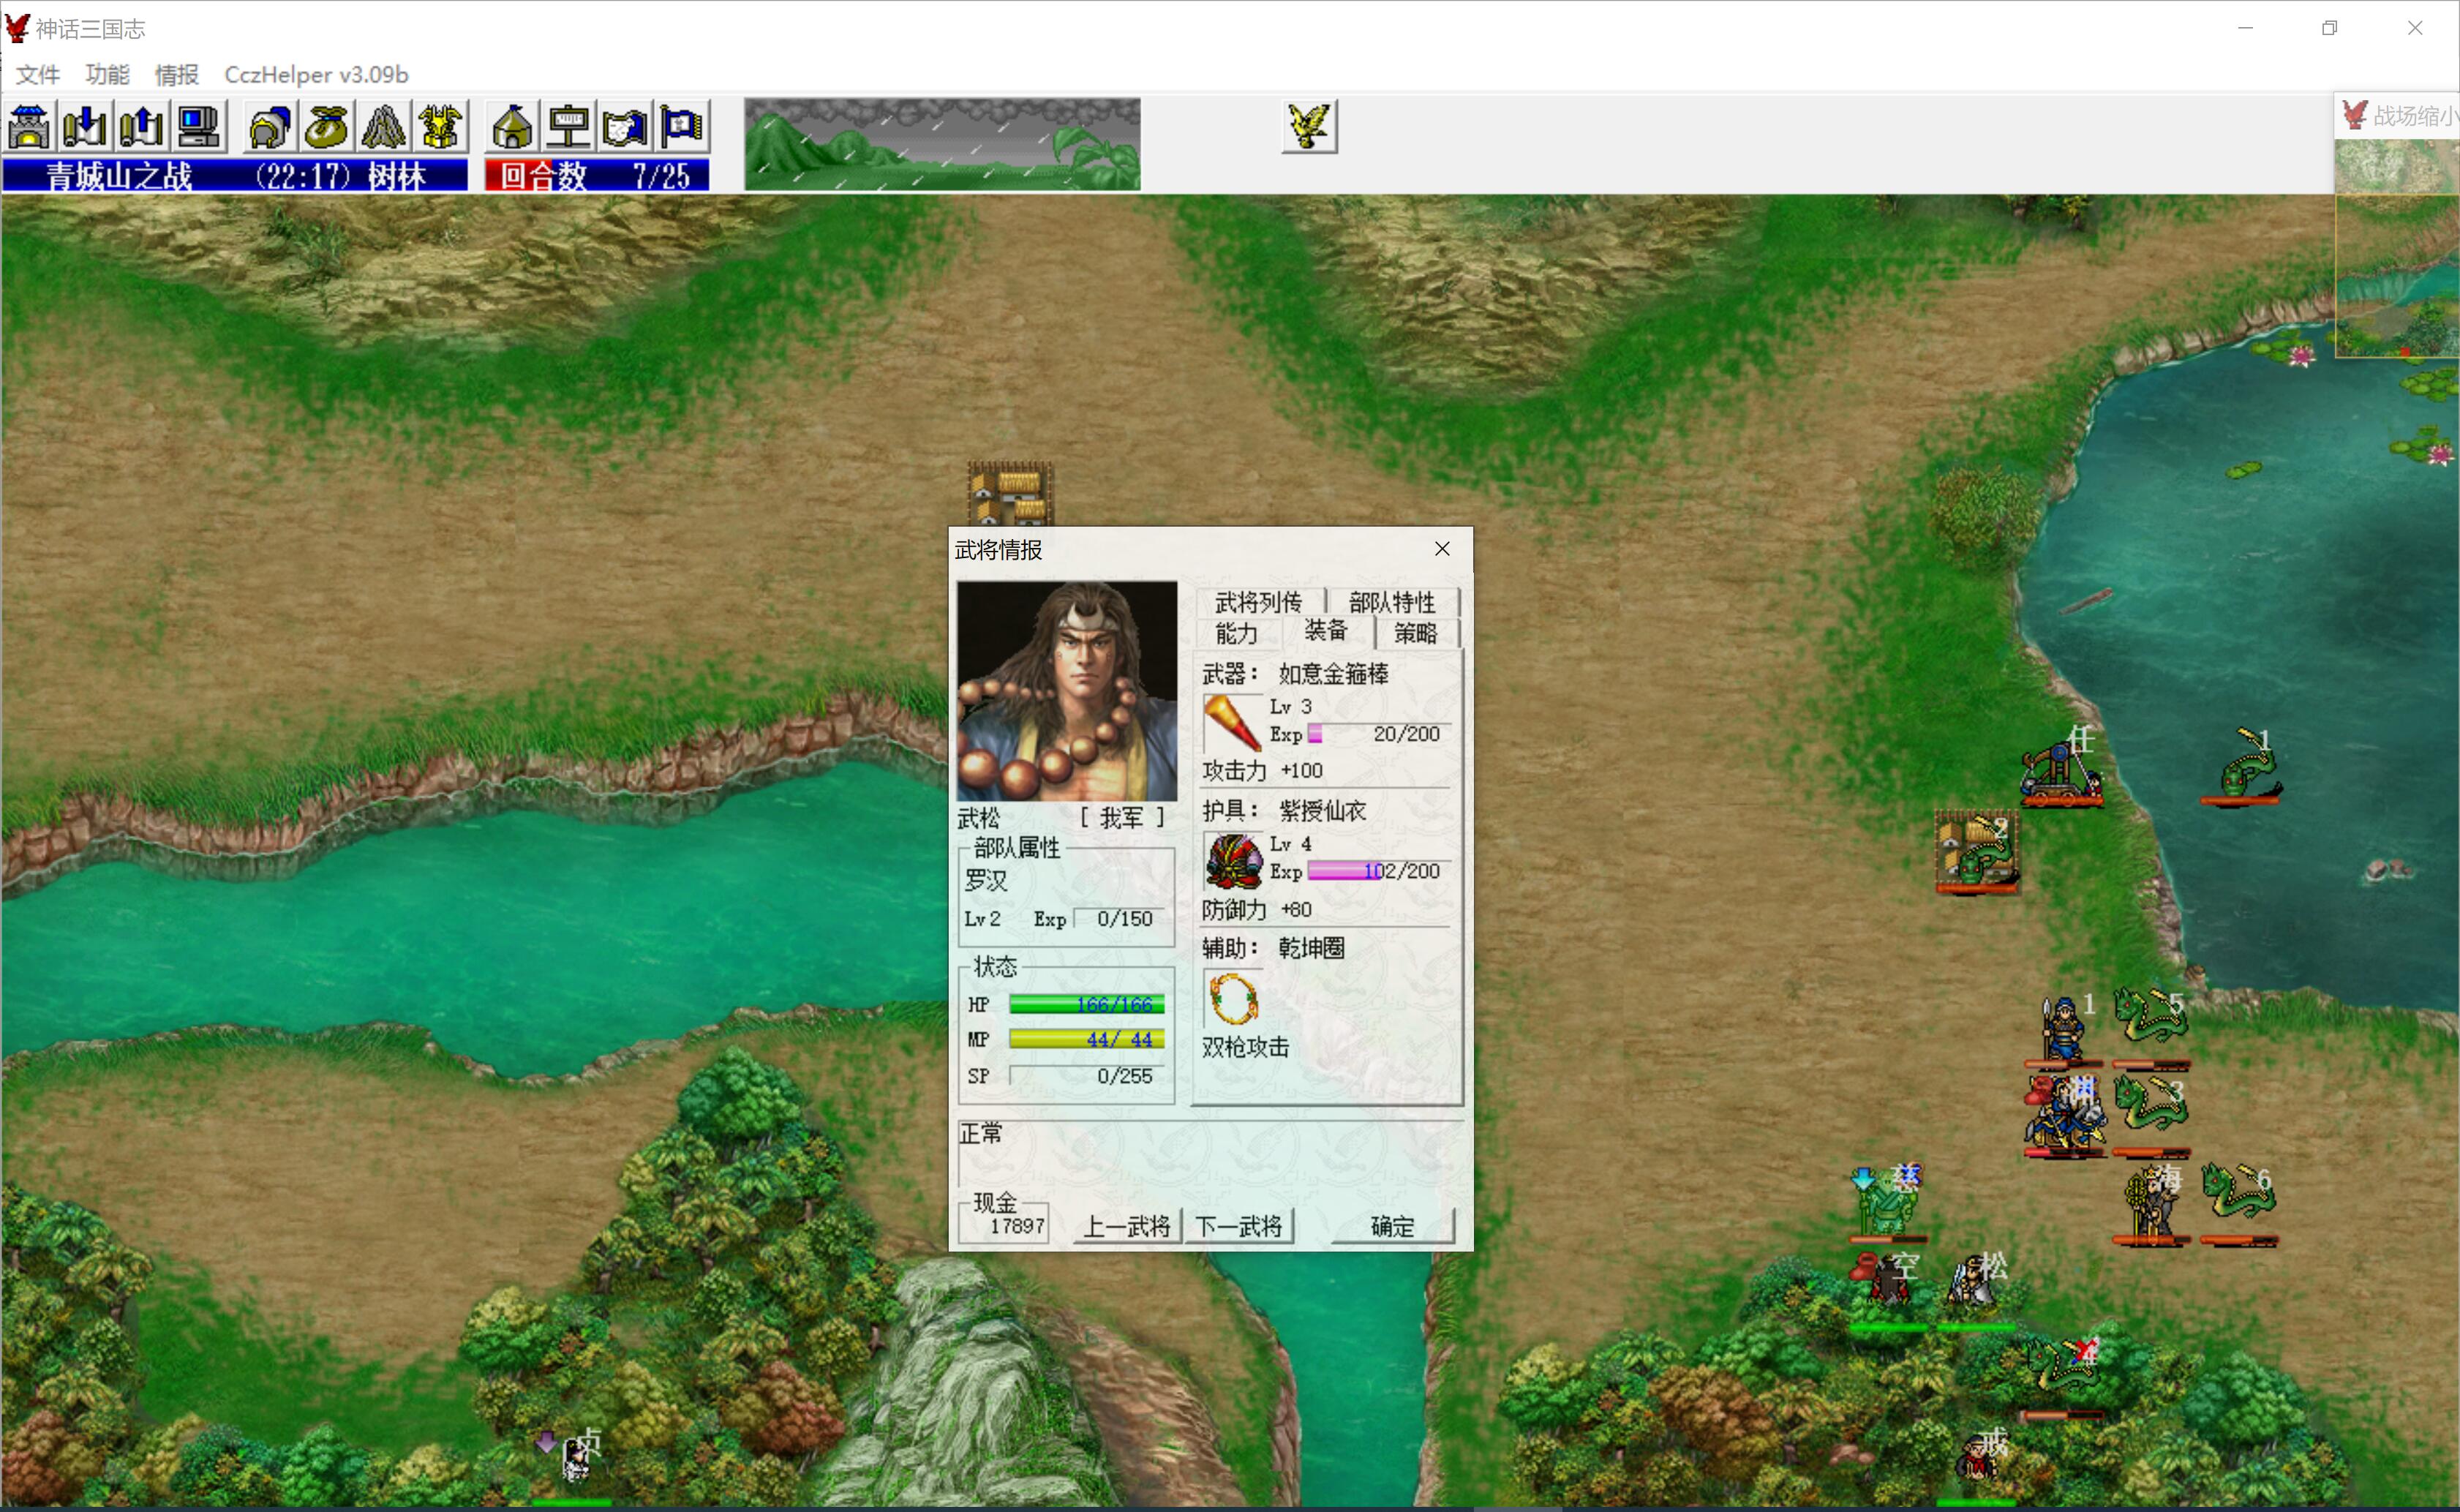 神话三国志
文件 功能 情报 CczHelper v3.09b
战场缩小
青城山之战 (22:17) 树林
回合数 7/25
武将情报
武将列传 部队特性
能力 装备 策略
武器： 如意金箍棒
Lv 3
Exp 20/200
攻击力 +100
护具： 紫授仙衣
Lv 4
Exp 102/200
防御力 +80
辅助： 乾坤圈
双枪攻击
武松 [ 我军 ]
部队属性
罗汉
Lv 2 Exp 0/150
状态
HP 166/166
MP 44/ 44
SP 0/255
正常
现金
17897
上一武将 下一武将 确定
任
1
2
1
5
3
慈
海
6
空
松
4
戒
贞